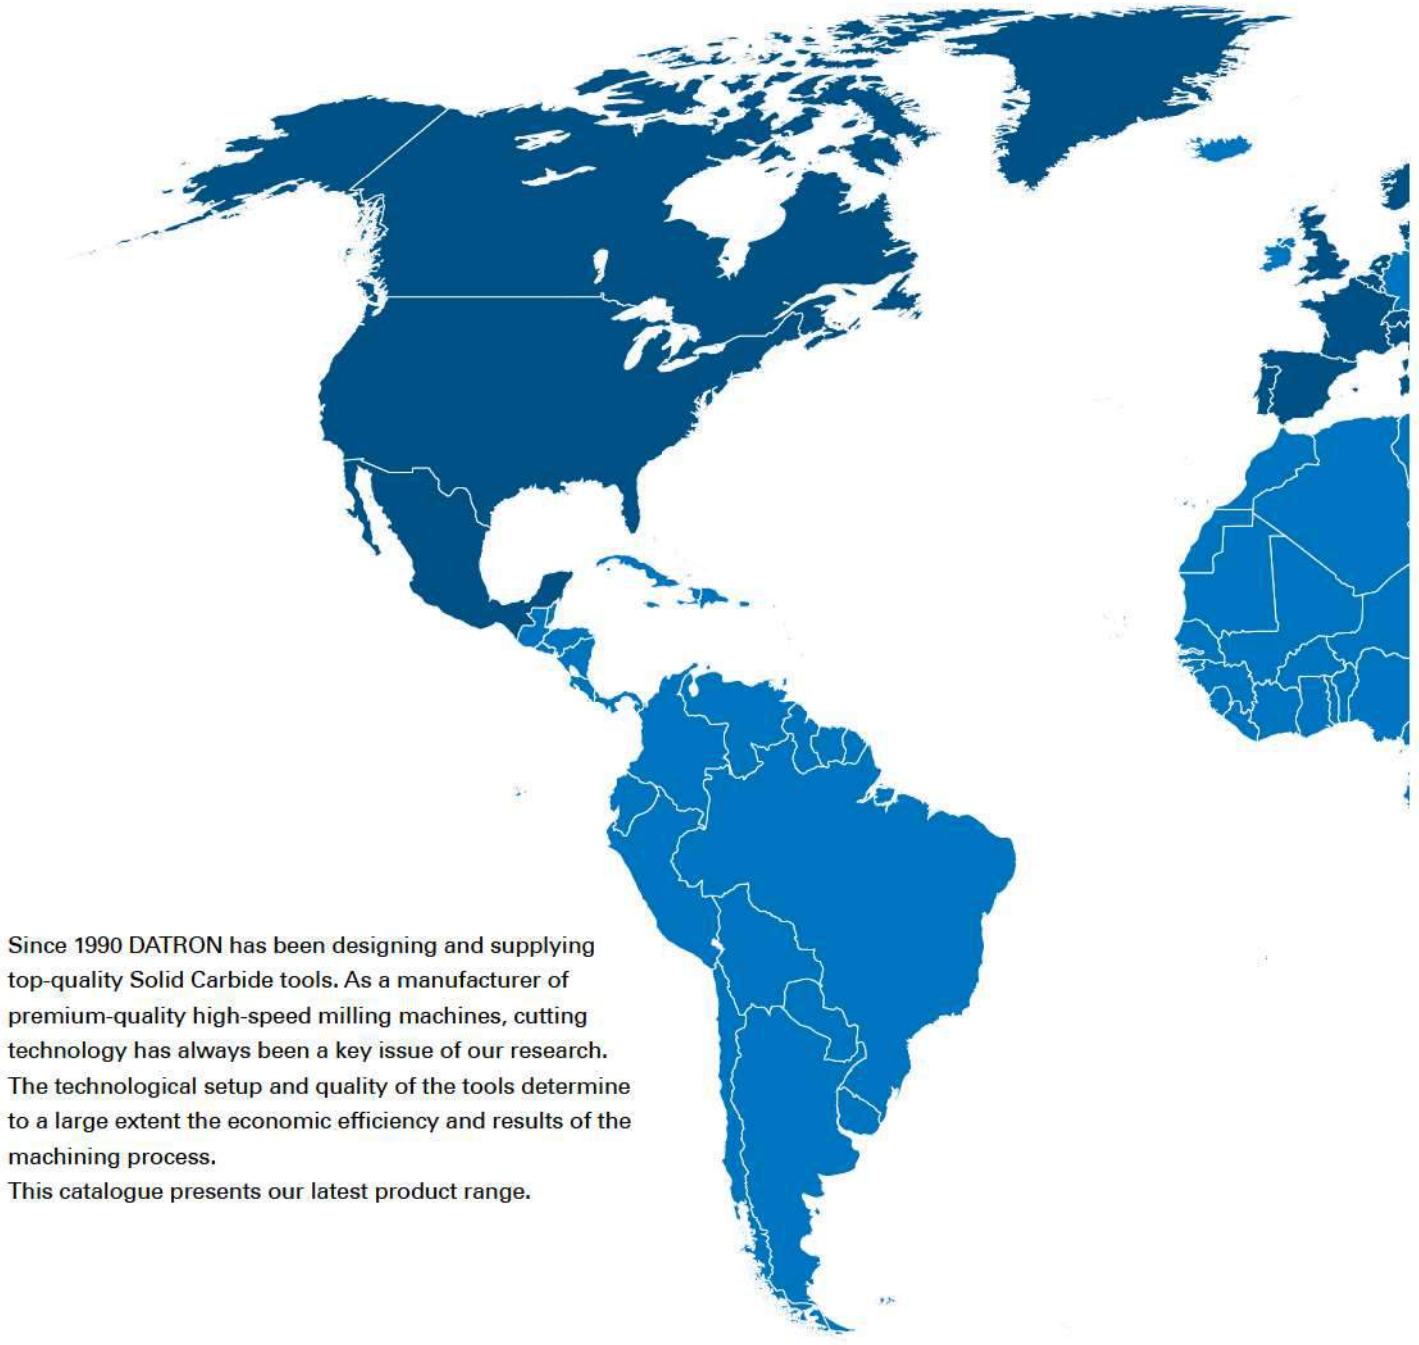 Since 1990 DATRON has been designing and supplying
top-quality Solid Carbide tools. As a manufacturer of
premium-quality high-speed milling machines, cutting
technology has always been a key issue of our research.
The technological setup and quality of the tools determine
to a large extent the economic efficiency and results of the
machining process.
This catalogue presents our latest product range.